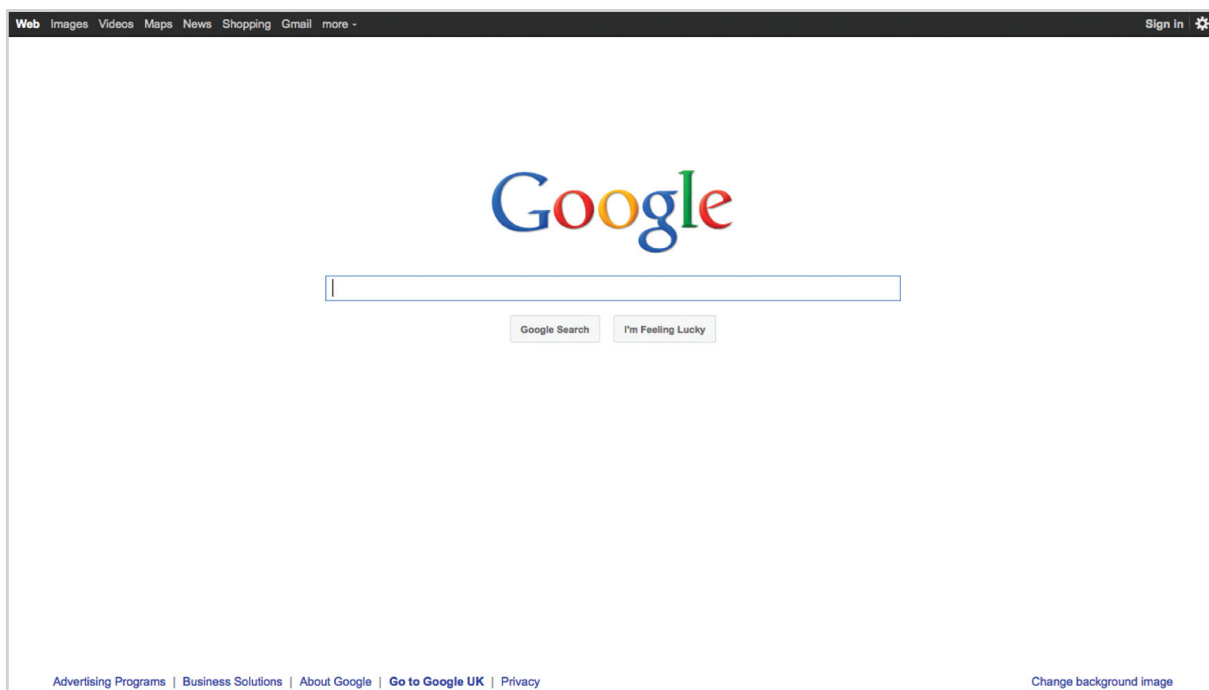 Web Images Videos Maps News Shopping Gmail more Sign in
Google
Google Search I'm Feeling Lucky
Advertising Programs | Business Solutions | About Google | Go to Google UK | Privacy Change background image